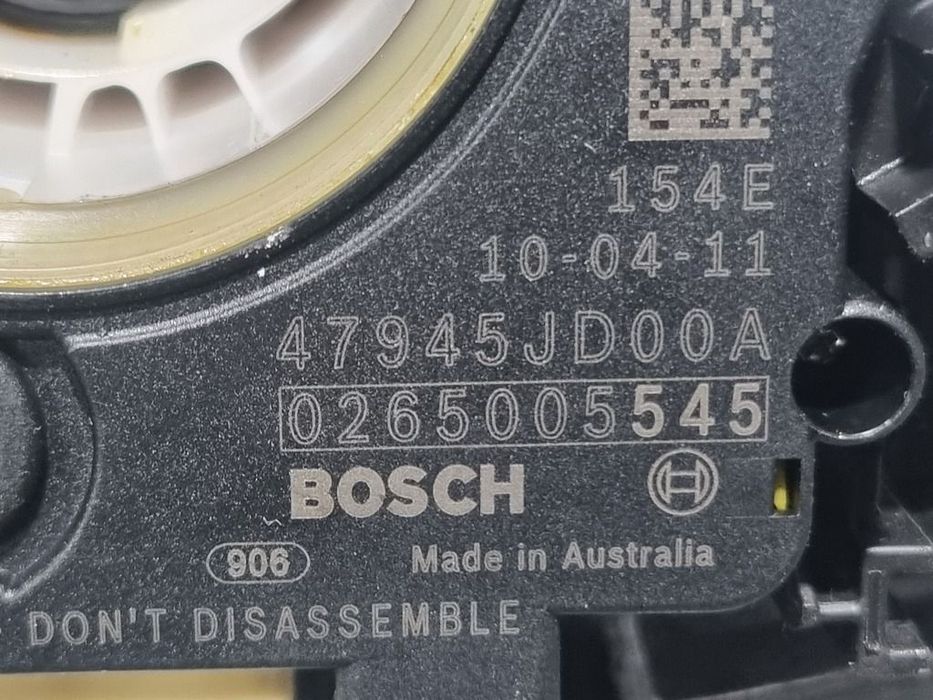 154E
10-04-11
47945JD00A
0265005545
BOSCH
906 Made in Australia
DON'T DISASSEMBLE